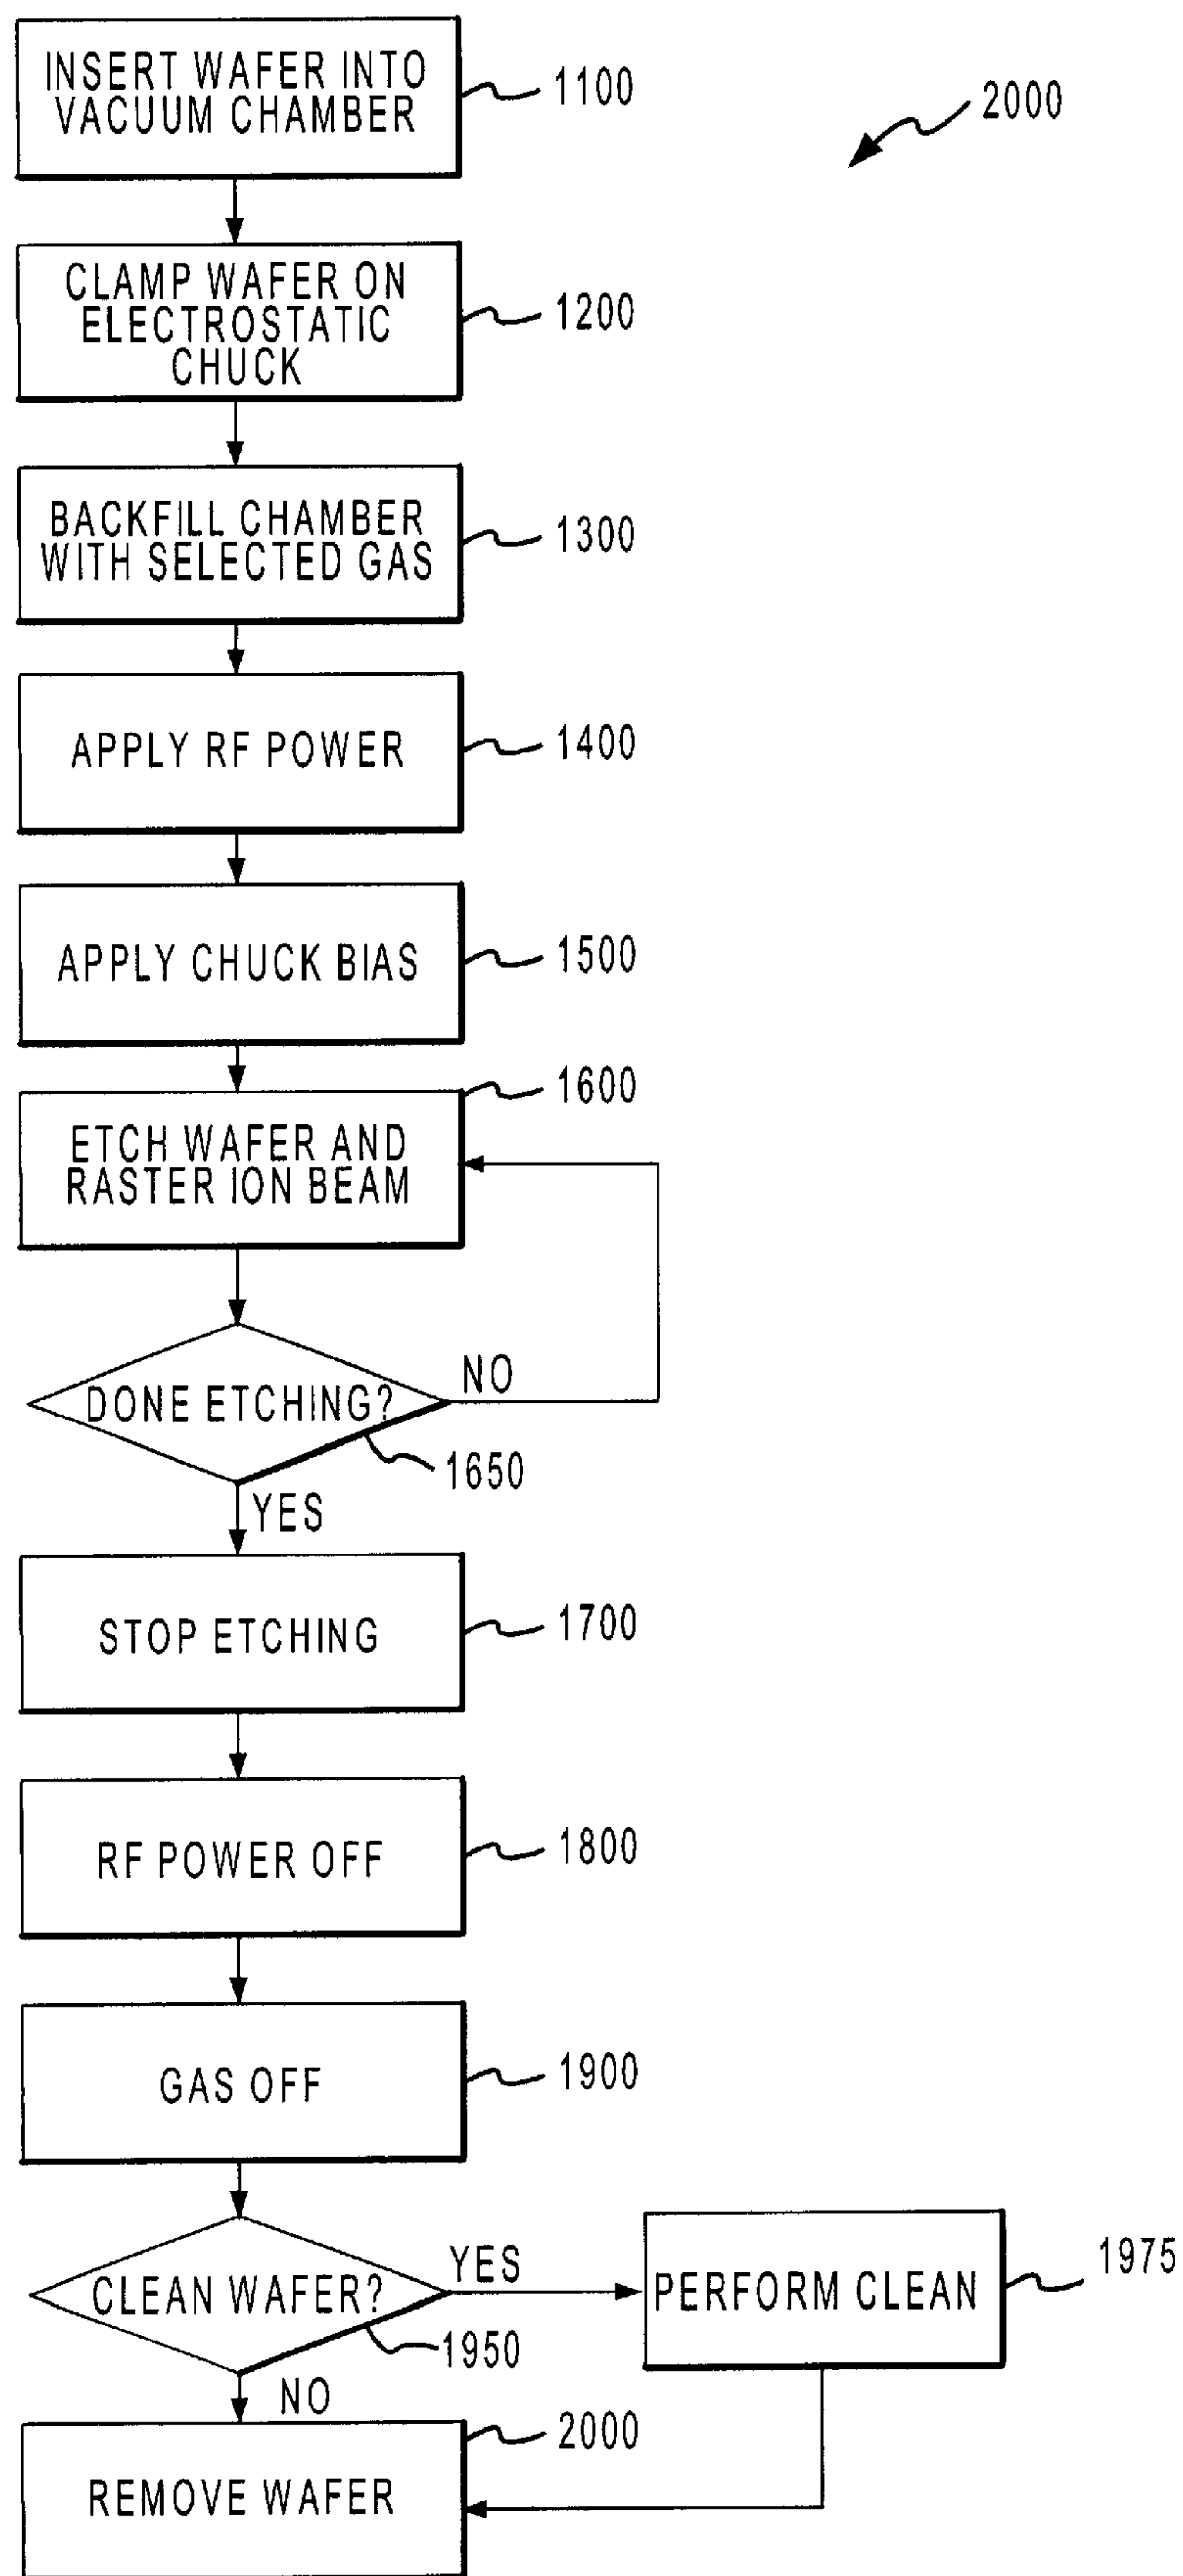 INSERT WAFER INTO
VACUUM CHAMBER
1100
2000
CLAMP WAFER ON
ELECTROSTATIC
CHUCK
1200
BACKFILL CHAMBER
WITH SELECTED GAS
1300
APPLY RF POWER
1400
APPLY CHUCK BIAS
1500
1600
ETCH WAFER AND
RASTER ION BEAM
DONE ETCHING?
NO
1650
YES
STOP ETCHING
1700
RF POWER OFF
1800
GAS OFF
1900
CLEAN WAFER?
YES
1950
PERFORM CLEAN
1975
NO
2000
REMOVE WAFER